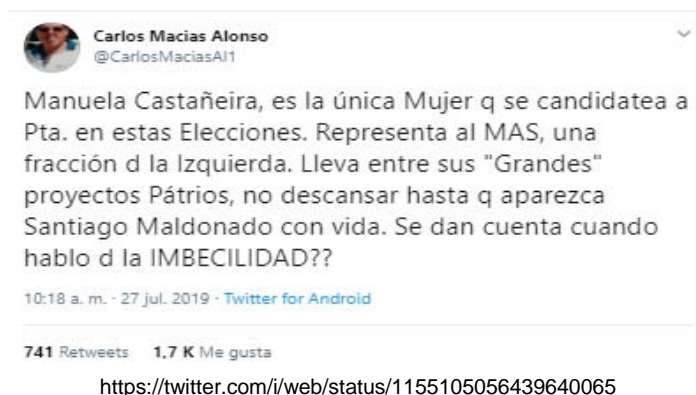 Carlos Macias Alonso
@CarlosMaciasAl1
Manuela Castañeira, es la única Mujer q se candidatea a
Pta. en estas Elecciones. Representa al MAS, una
fracción d la Izquierda. Lleva entre sus "Grandes"
proyectos Pátrios, no descansar hasta q aparezca
Santiago Maldonado con vida. Se dan cuenta cuando
hablo d la IMBECILIDAD??
10:18 a. m. · 27 jul. 2019 · Twitter for Android
741 Retweets 1,7 K Me gusta
https://twitter.com/i/web/status/1155105056439640065